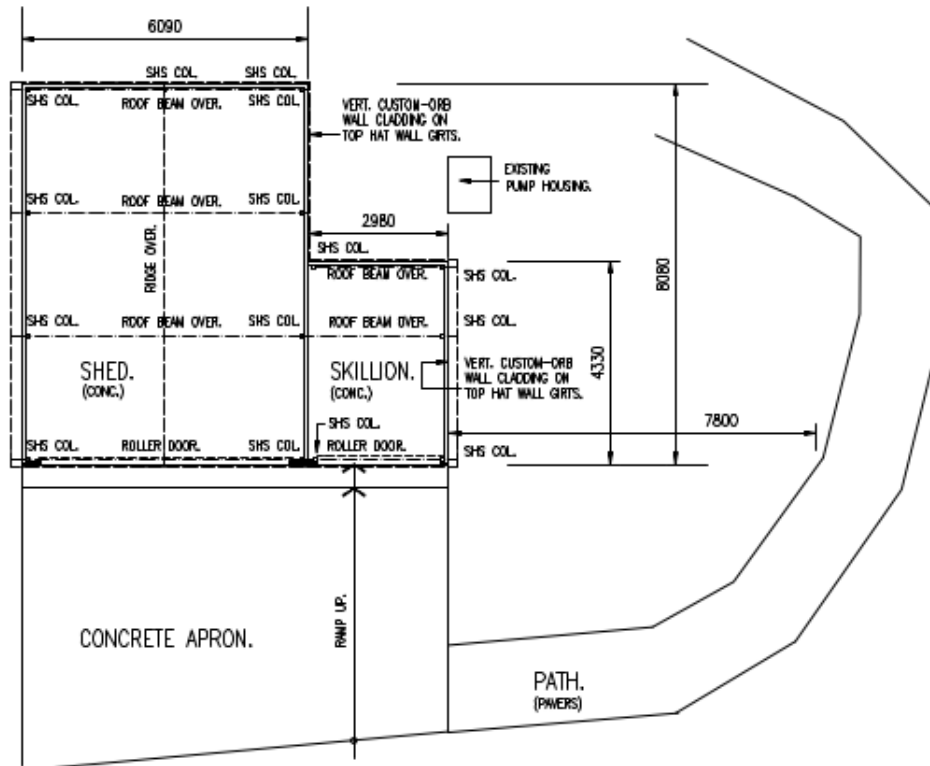 6090
SHS COL. SHS COL.
SHS COL. ROOF BEAM OVER. SHS COL.
VERT. CUSTOM-ORB
WALL CLADDING ON
TOP HAT WALL GIRTS.
EXISTING
PUMP HOUSING.
SHS COL. ROOF BEAM OVER. SHS COL.
2980
RIDGE OVER.
SHS COL.
ROOF BEAM OVER. SHS COL.
8080
SHS COL. ROOF BEAM OVER. SHS COL. ROOF BEAM OVER. SHS COL.
4330
SHED.
(CONC.)
SKILLION.
(CONC.)
VERT. CUSTOM-ORB
WALL CLADDING ON
TOP HAT WALL GIRTS.
7800
SHS COL.
SHS COL. ROLLER DOOR. SHS COL. ROLLER DOOR. SHS COL.
RAMP UP.
CONCRETE APRON.
PATH.
(PAVERS)